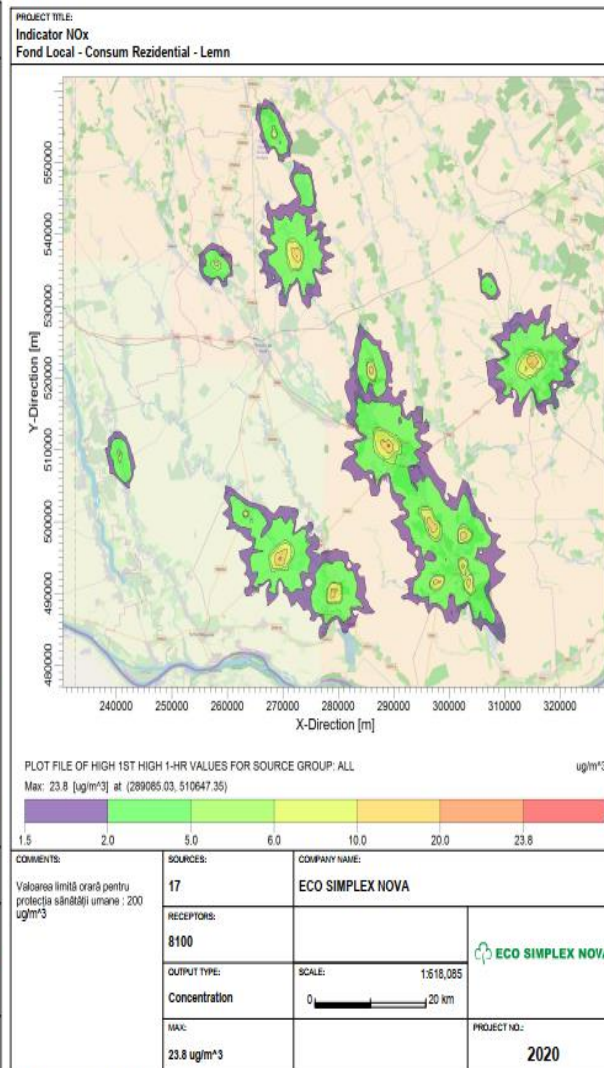 PROJECT TITLE:
Indicator NOx
Fond Local - Consum Rezidential - Lemn
Y-Direction [m]
550000
540000
530000
520000
510000
500000
490000
480000
240000 250000 260000 270000 280000 290000 300000 310000 320000
X-Direction [m]
PLOT FILE OF HIGH 1ST HIGH 1-HR VALUES FOR SOURCE GROUP: ALL
ug/m^3
Max: 23.8 [ug/m^3] at (289085.03, 510647.35)
1.5 2.0 5.0 6.0 10.0 20.0 23.8
COMMENTS:
Valoarea limită orară pentru
protecția sănătății umane : 200
ug/m^3
SOURCES:
17
COMPANY NAME:
ECO SIMPLEX NOVA
RECEPTORS:
8100
ECO SIMPLEX NOVA
OUTPUT TYPE:
Concentration
SCALE: 1:618,085
0 20 km
MAX:
23.8 ug/m^3
PROJECT NO.:
2020